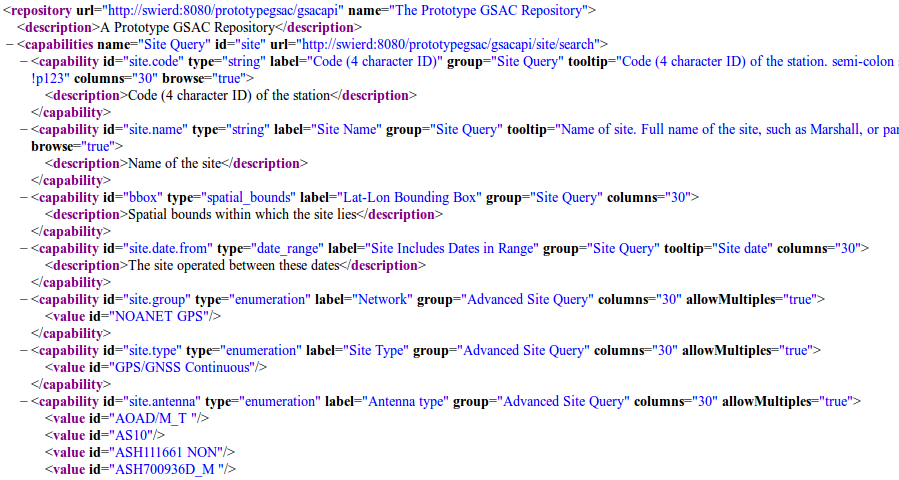 <repository url="http://swierd:8080/prototypegsac/gsacapi" name="The Prototype GSAC Repository">
<description>A Prototype GSAC Repository</description>
−<capabilities name="Site Query" id="site" url="http://swierd:8080/prototypegsac/gsacapi/site/search">
−<capability id="site.code" type="string" label="Code (4 character ID)" group="Site Query" tooltip="Code (4 character ID) of the station. semi-colon
!p123" columns="30" browse="true">
<description>Code (4 character ID) of the station</description>
</capability>
−<capability id="site.name" type="string" label="Site Name" group="Site Query" tooltip="Name of site. Full name of the site, such as Marshall, or
browse="true">
<description>Name of the site</description>
</capability>
−<capability id="bbox" type="spatial_bounds" label="Lat-Lon Bounding Box" group="Site Query" columns="30">
<description>Spatial bounds within which the site lies</description>
</capability>
−<capability id="site.date.from" type="date_range" label="Site Includes Dates in Range" group="Site Query" tooltip="Site date" columns="30">
<description>The site operated between these dates</description>
</capability>
−<capability id="site.group" type="enumeration" label="Network" group="Advanced Site Query" columns="30" allowMultiples="true">
<value id="NOANET GPS"/>
</capability>
−<capability id="site.type" type="enumeration" label="Site Type" group="Advanced Site Query" columns="30" allowMultiples="true">
<value id="GPS/GNSS Continuous"/>
</capability>
−<capability id="site.antenna" type="enumeration" label="Antenna type" group="Advanced Site Query" columns="30" allowMultiples="true">
<value id="AOAD/M_T "/>
<value id="AS10"/>
<value id="ASH111661 NON"/>
<value id="ASH700936D_M "/>